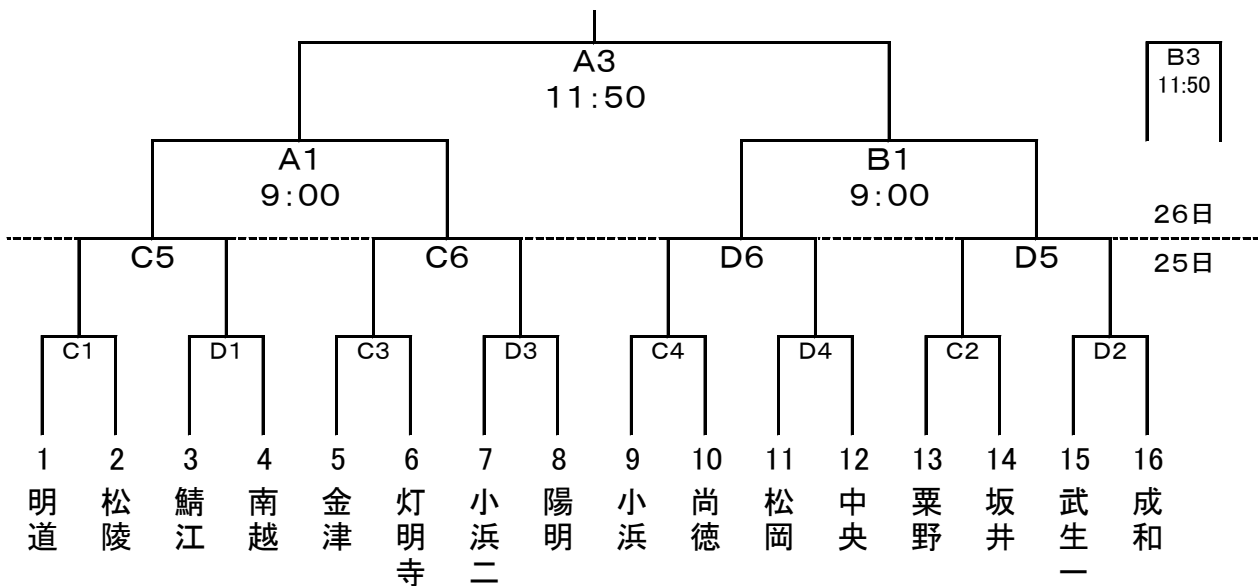 A3
11:50
B3
11:50
A1
9:00
B1
9:00
26日
25日
C5
C6
D6
D5
C1
D1
C3
D3
C4
D4
C2
D2
1
2
3
4
5
6
7
8
9
10
11
12
13
14
15
16
明道
松陵
鯖江
南越
金津
灯明寺
小浜二
陽明
小浜
尚徳
松岡
中央
粟野
坂井
武生一
成和